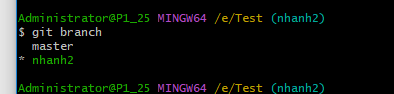 Administrator@P1_25 MINGW64 /e/Test (nhanh2)
$ git branch
  master
* nhanh2

Administrator@P1_25 MINGW64 /e/Test (nhanh2)